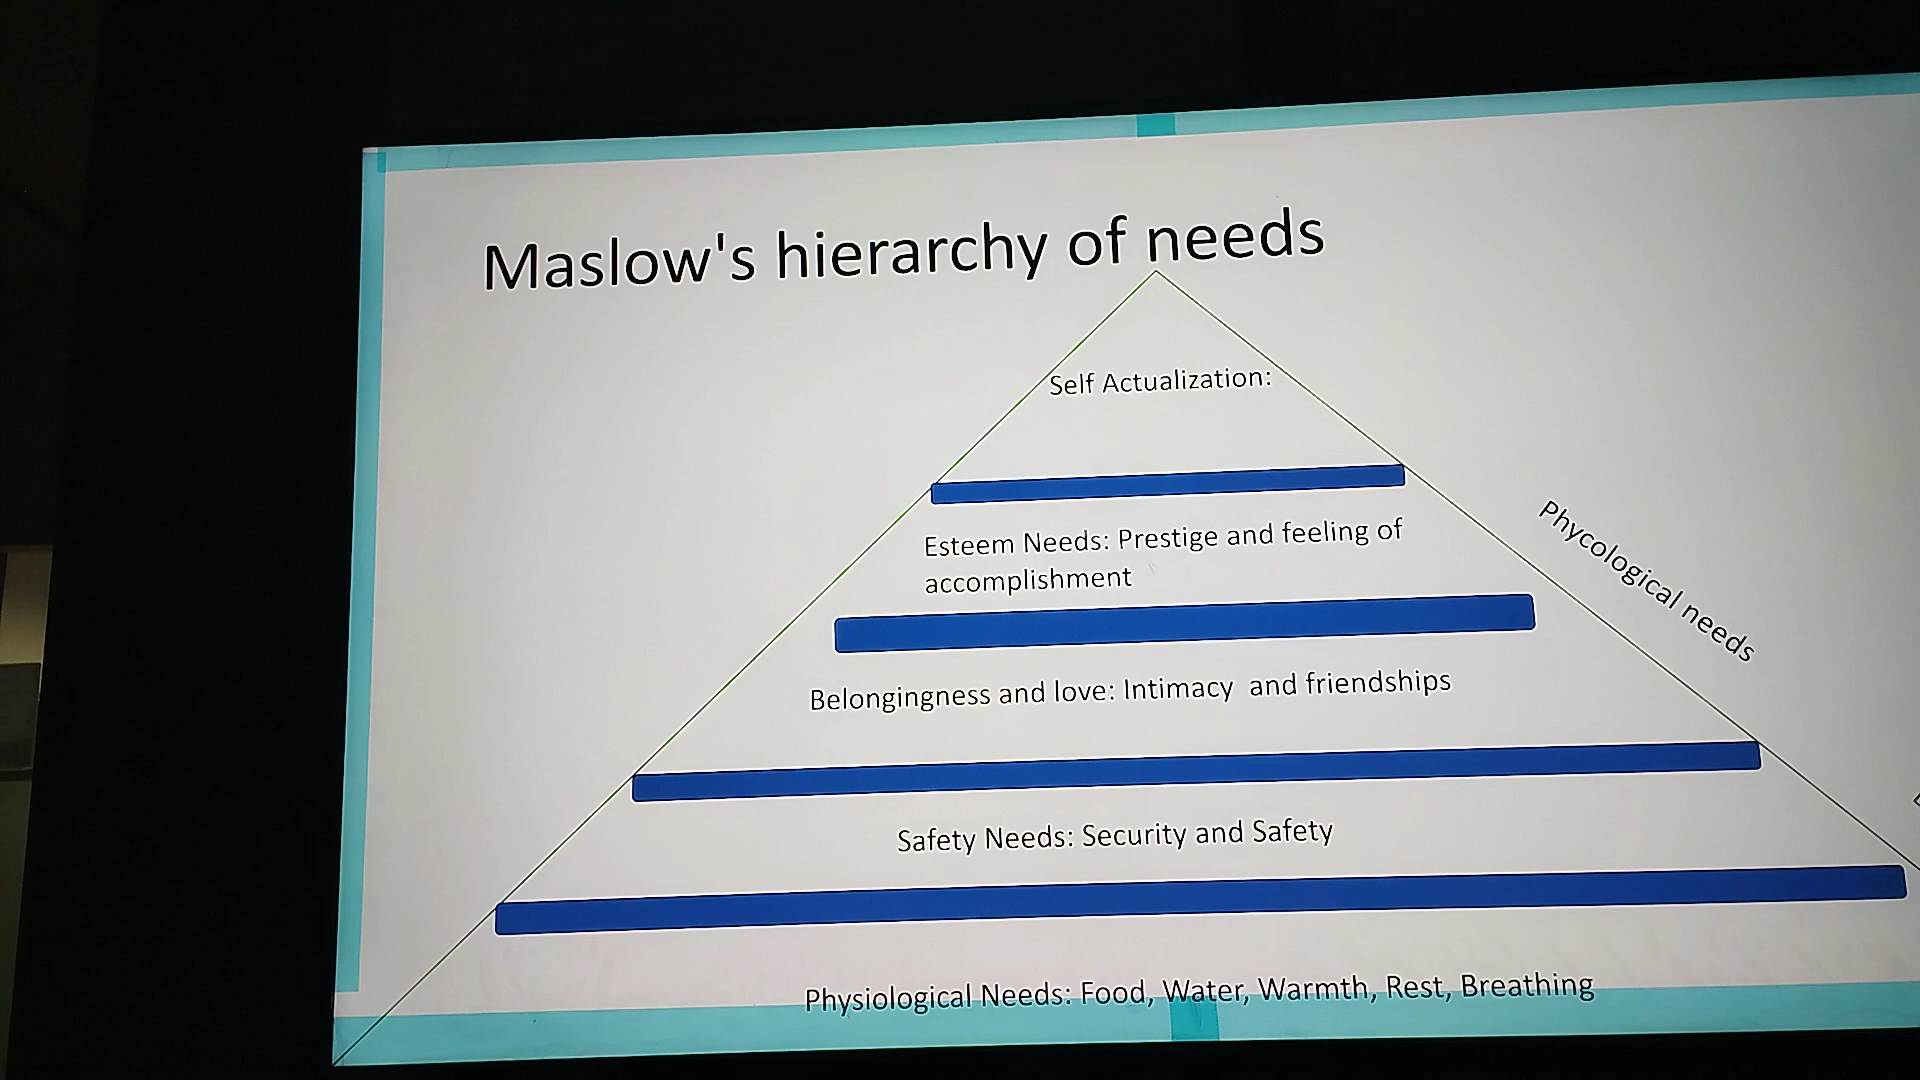 Maslow's hierarchy of needs
Self Actualization:
Esteem Needs: Prestige and feeling of
accomplishment
Phycological needs
Belongingness and love: Intimacy  and friendships
Safety Needs: Security and Safety
Physiological Needs: Food, Water, Warmth, Rest, Breathing